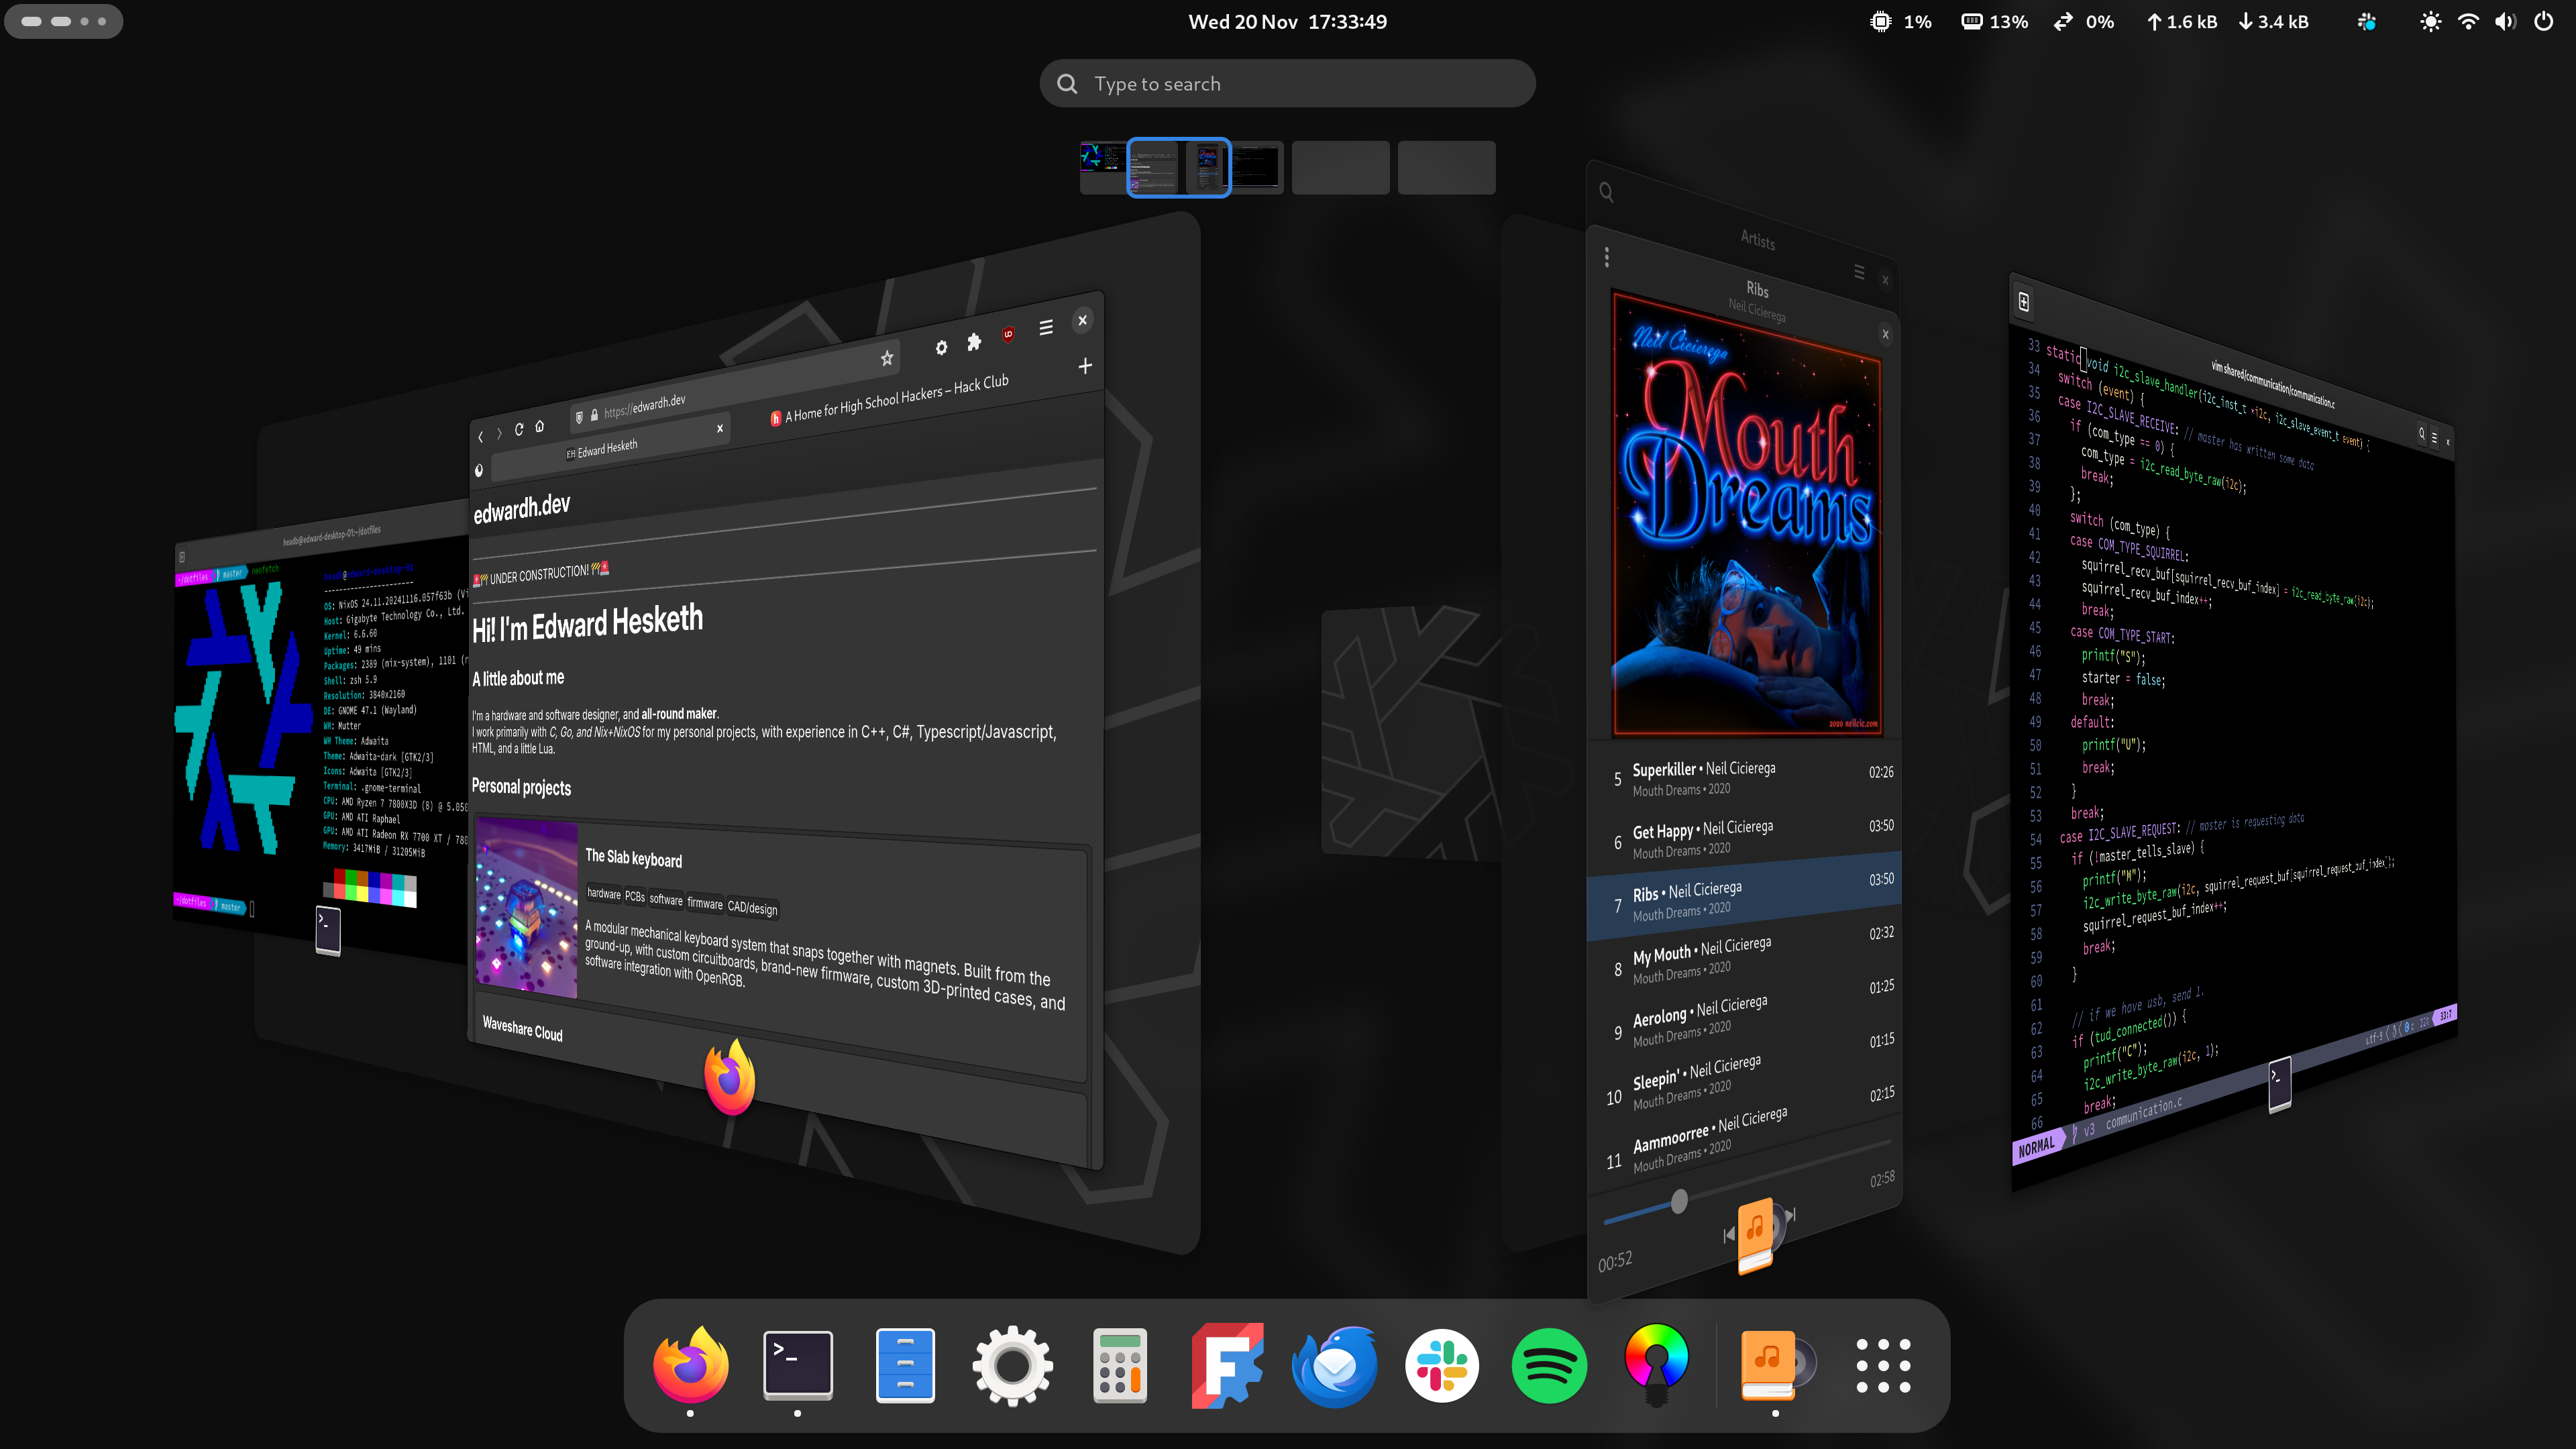 Wed 20 Nov 17:33:49
1%
13%
0%
1.6 kB
3.4 kB
Type to search
headb@edward-desktop-01:~/dotfiles
~/dotfiles master neofetch
OS: NixOS 24.11.20241116.057f63b (Vi
Host: Gigabyte Technology Co., Ltd.
Kernel: 6.6.60
Uptime: 49 mins
Packages: 2389 (nix-system), 1101 (n
Shell: zsh 5.9
Resolution: 3840x2160
DE: GNOME 47.1 (Wayland)
WM: Mutter
WM Theme: Adwaita
Theme: Adwaita-dark [GTK2/3]
Icons: Adwaita [GTK2/3]
Terminal: .gnome-terminal
CPU: AMD Ryzen 7 7800X3D (8) @ 5.050
GPU: AMD ATI Raphael
GPU: AMD ATI Radeon RX 7700 XT / 780
Memory: 3417MiB / 31205MiB
~/dotfiles master
https://edwardh.dev
EH Edward Hesketh
A Home for High School Hackers – Hack Club
edwardh.dev
🚨🚧 UNDER CONSTRUCTION! 🚧🚨
Hi! I'm Edward Hesketh
A little about me
I'm a hardware and software designer, and all-round maker.
I work primarily with C, Go, and Nix+NixOS for my personal projects, with experience in C++, C#, Typescript/Javascript,
HTML, and a little Lua.
Personal projects
The Slab keyboard
hardware PCBs software firmware CAD/design
A modular mechanical keyboard system that snaps together with magnets. Built from the
ground-up, with custom circuitboards, brand-new firmware, custom 3D-printed cases, and
software integration with OpenRGB.
Waveshare Cloud
Artists
Ribs
Neil Cicierega
Neil Cicierega
Mouth
Dreams
2020 neilcic.com
5 Superkiller • Neil Cicierega 02:26
Mouth Dreams • 2020
6 Get Happy • Neil Cicierega 03:50
Mouth Dreams • 2020
7 Ribs • Neil Cicierega 03:50
Mouth Dreams • 2020
8 My Mouth • Neil Cicierega 02:32
Mouth Dreams • 2020
9 Aerolong • Neil Cicierega 01:25
Mouth Dreams • 2020
10 Sleepin' • Neil Cicierega 01:15
Mouth Dreams • 2020
11 Aammoorree • Neil Cicierega 02:15
Mouth Dreams • 2020
00:52
02:58
vim shared/communication/communication.c
33 static void i2c_slave_handler(i2c_inst_t *i2c, i2c_slave_event_t event) {
34 switch (event) {
35 case I2C_SLAVE_RECEIVE: // master has written some data
36 if (com_type == 0) {
37 com_type = i2c_read_byte_raw(i2c);
38 break;
39 };
40 switch (com_type) {
41 case COM_TYPE_SQUIRREL:
42 squirrel_recv_buf[squirrel_recv_buf_index] = i2c_read_byte_raw(i2c);
43 squirrel_recv_buf_index++;
44 break;
45 case COM_TYPE_START:
46 printf("S");
47 starter = false;
48 break;
49 default:
50 printf("U");
51 break;
52 }
53 break;
54 case I2C_SLAVE_REQUEST: // master is requesting data
55 if (!master_tells_slave) {
56 printf("M");
57 i2c_write_byte_raw(i2c, squirrel_request_buf[squirrel_request_buf_index]);
58 squirrel_request_buf_index++;
59 break;
60 }
61
62 // if we have usb, send 1.
63 if (tud_connected()) {
64 printf("C");
65 i2c_write_byte_raw(i2c, 1);
66 break;
NORMAL v3 communication.c utf-8 33:7